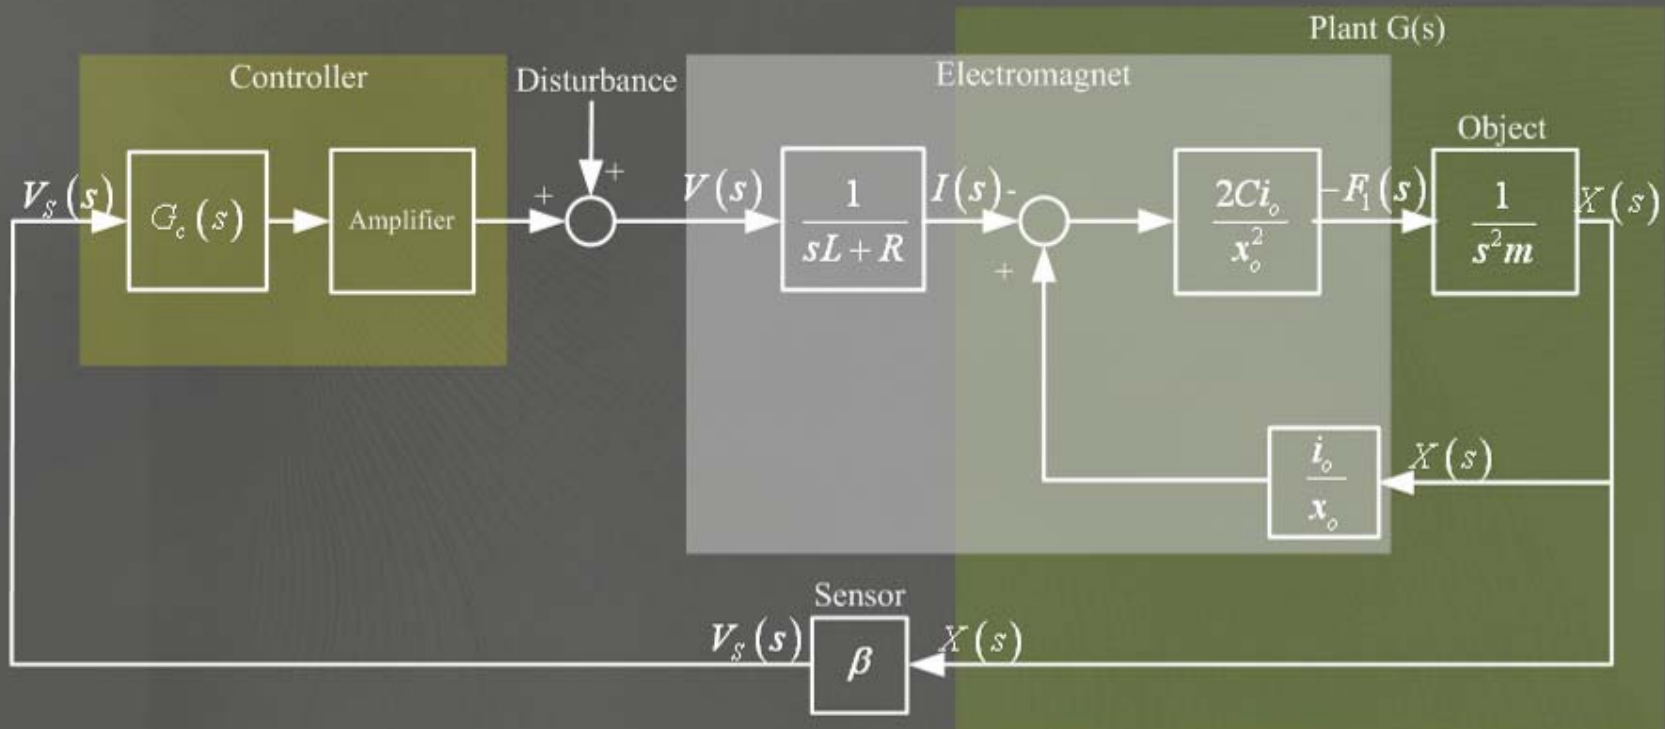 Plant G(s)
Controller
Disturbance
Electromagnet
Object
V_S(s)
G_c(s)
Amplifier
+
+
V(s)
1/(sL+R)
I(s)-
+
2Ci_o/x_o^2
-F_1(s)
1/(s^2m)
X(s)
i_o/x_o
X(s)
Sensor
V_S(s)
β
X(s)